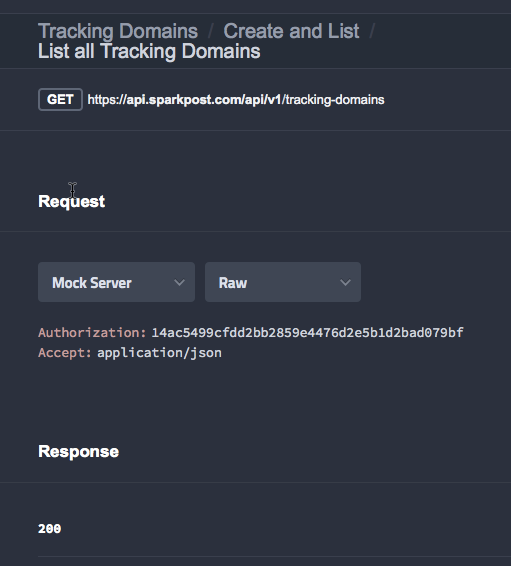 Tracking Domains / Create and List /
List all Tracking Domains
GET https://api.sparkpost.com/api/v1/tracking-domains
Request
Mock Server Raw
Authorization: 14ac5499cfdd2bb2859e4476d2e5b1d2bad079bf
Accept: application/json
Response
200